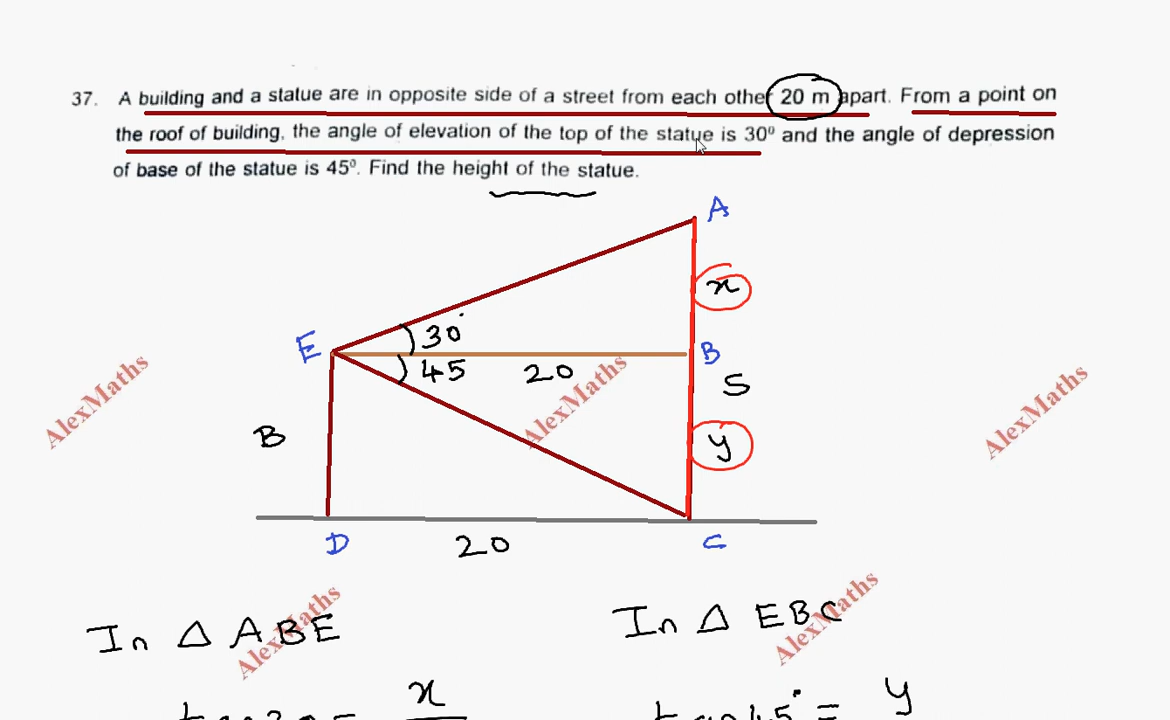 37. A building and a statue are in opposite side of a street from each other 20 m apart. From a point on
the roof of building, the angle of elevation of the top of the statue is 30⁰ and the angle of depression
of base of the statue is 45⁰. Find the height of the statue.
A
x
30°
E
B
45
20
S
AlexMaths
AlexMaths
AlexMaths
B
y
D
20
C
In △ ABE
In △ EBC
AlexMaths
AlexMaths
x
y
tan45° =